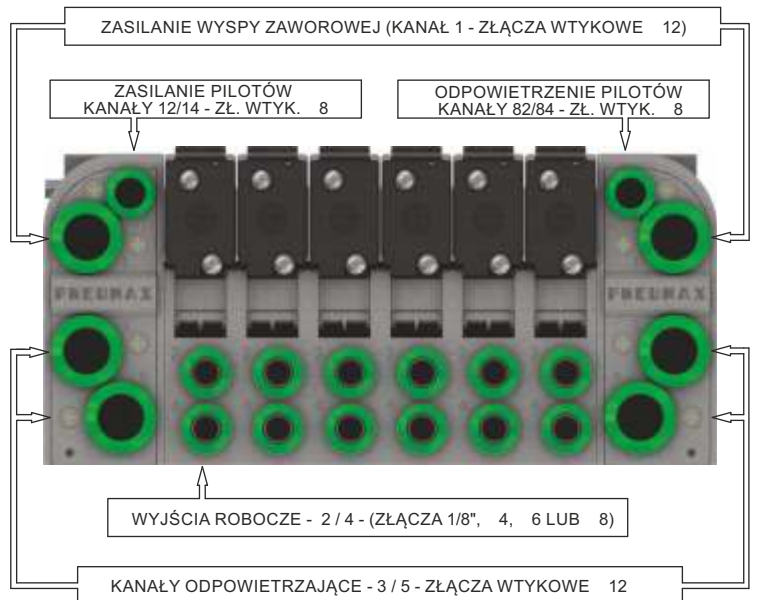 ZASILANIE WYSPY ZAWOROWEJ (KANAŁ 1 - ZŁĄCZA WTYKOWE 12)
ZASILANIE PILOTÓW
KANAŁY 12/14 - ZŁ. WTYK. 8
ODPOWIETRZENIE PILOTÓW
KANAŁY 82/84 - ZŁ. WTYK. 8
PNEUMAX
PNEUMAX
WYJŚCIA ROBOCZE - 2 / 4 - (ZŁĄCZA 1/8", 4, 6 LUB 8)
KANAŁY ODPOWIETRZAJĄCE - 3 / 5 - ZŁĄCZA WTYKOWE 12